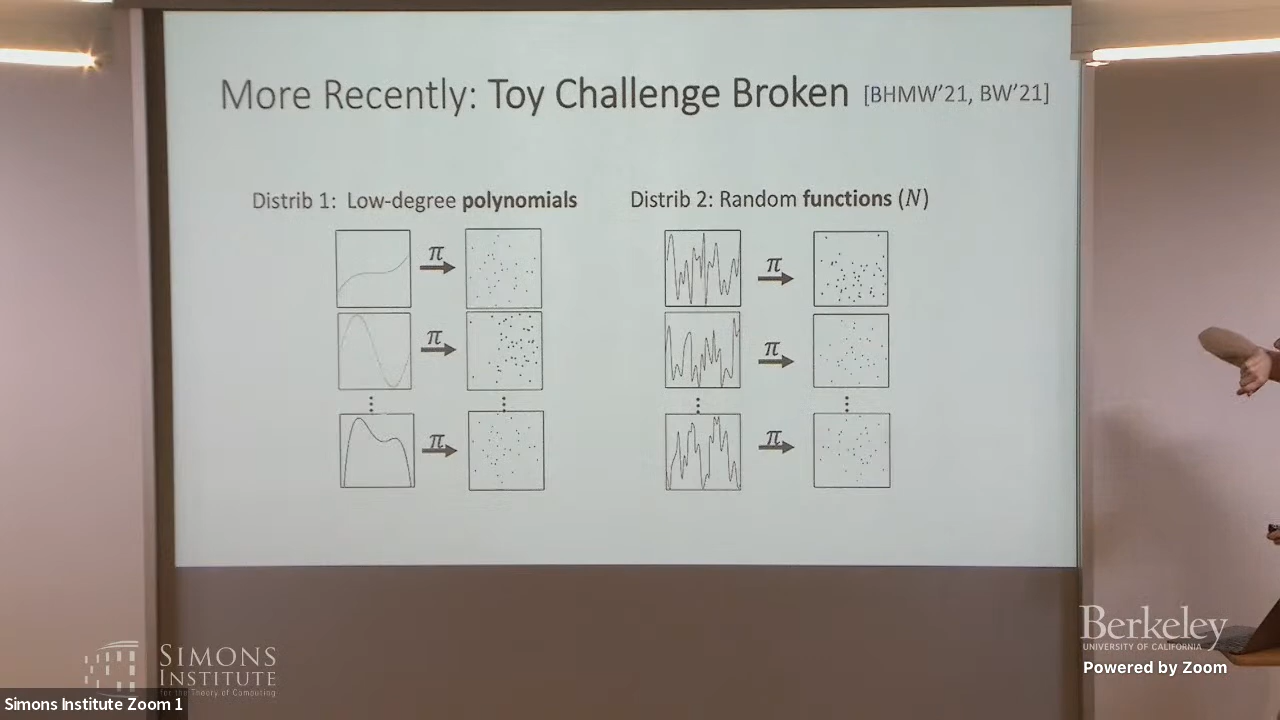 More Recently: Toy Challenge Broken [BHMW'21, BW'21]
Distrib 1: Low-degree polynomials
Distrib 2: Random functions (N)
π
π
π
π
π
π
SIMONS
INSTITUTE
for the Theory of Computing
Simons Institute Zoom 1
Berkeley
UNIVERSITY OF CALIFORNIA
Powered by Zoom